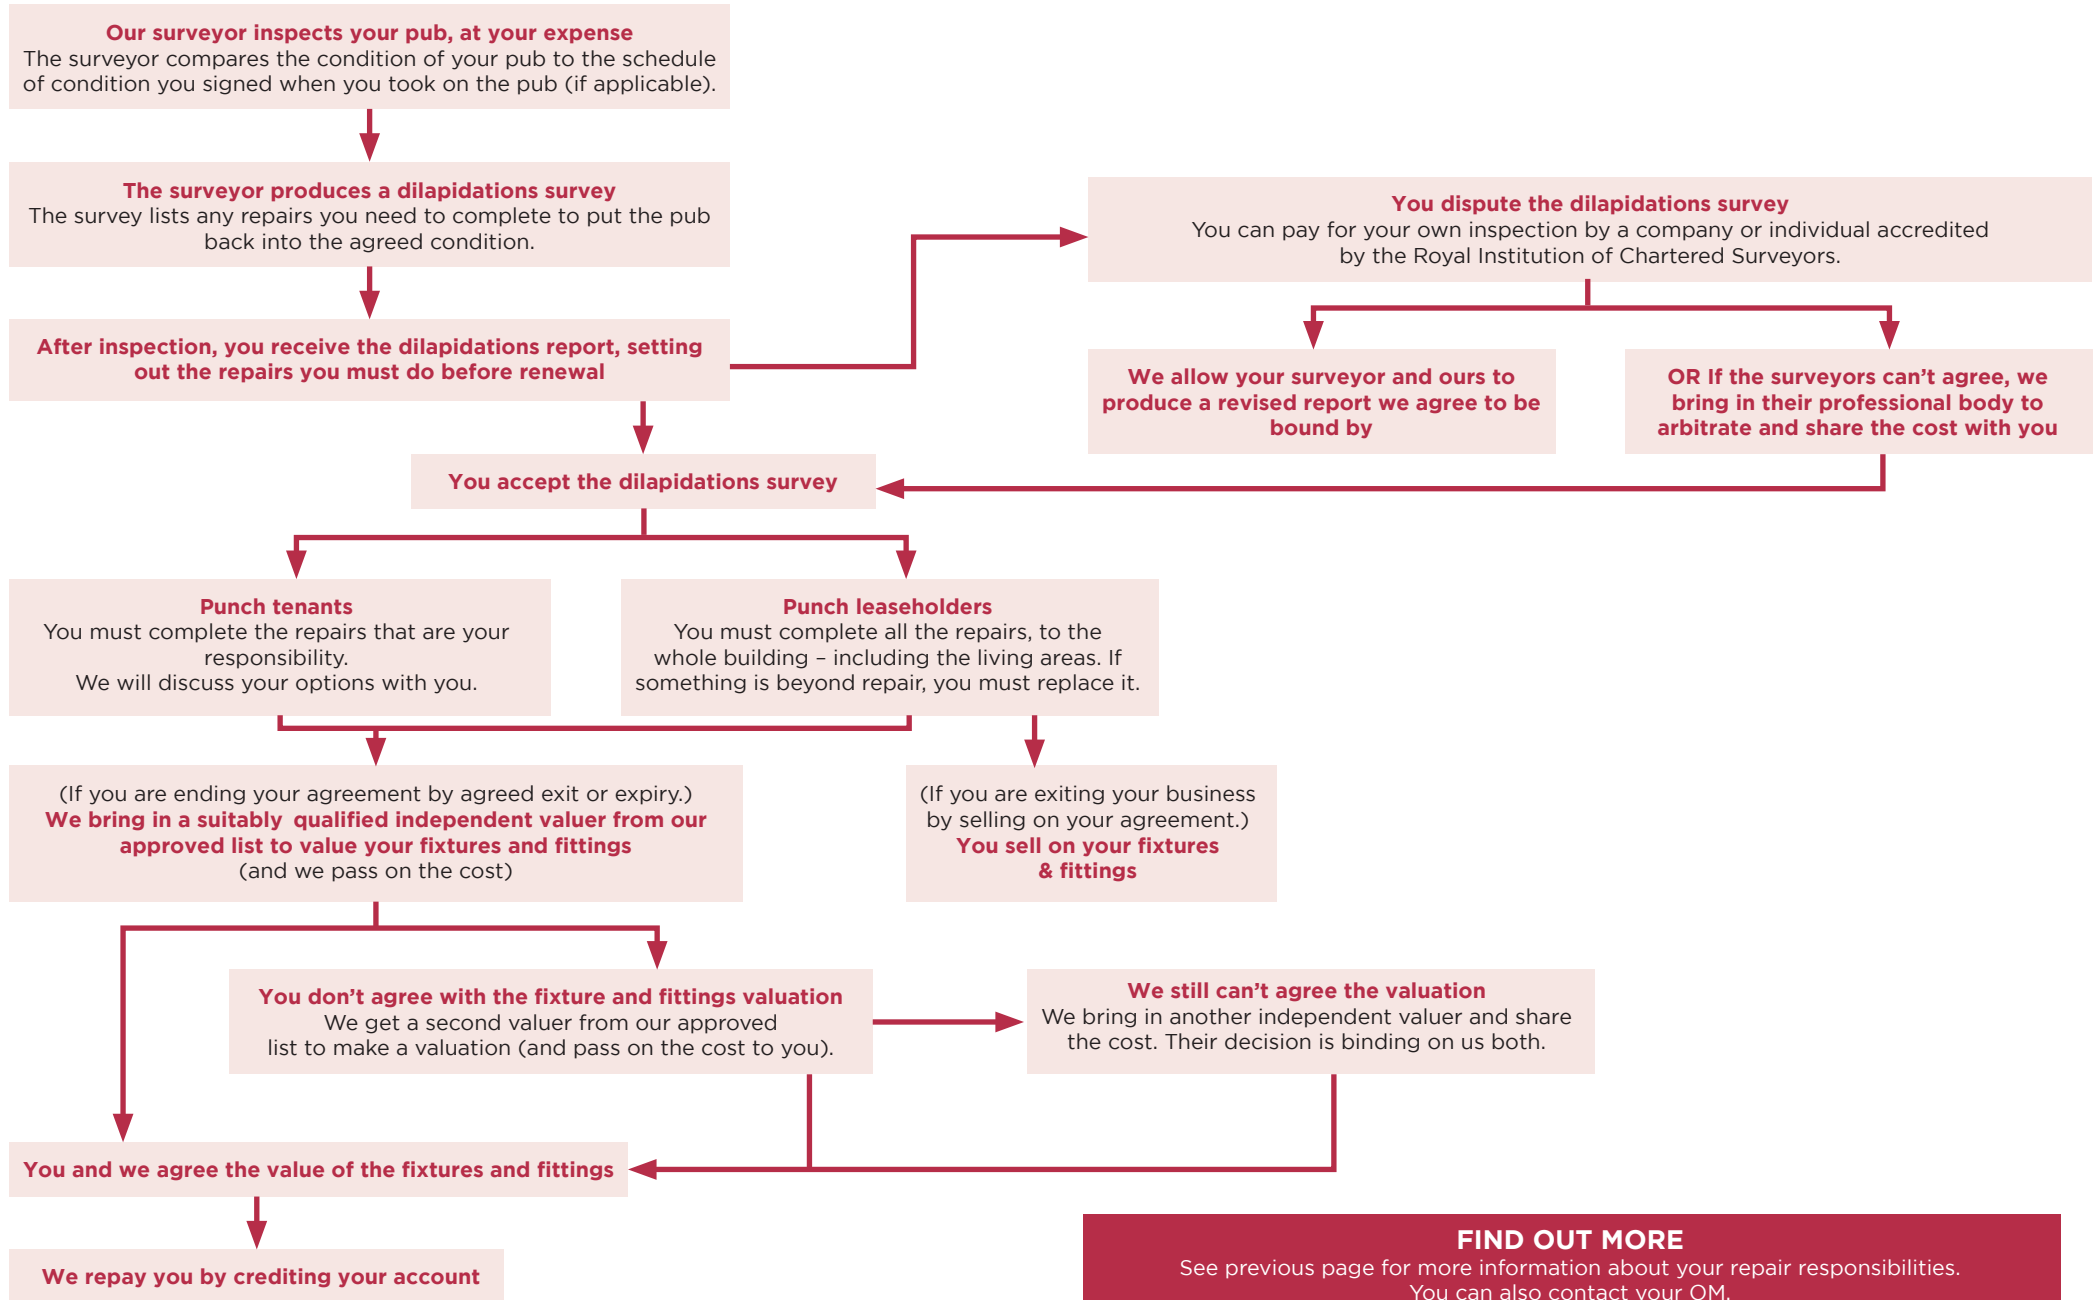 Our surveyor inspects your pub, at your expense
The surveyor compares the condition of your pub to the schedule
of condition you signed when you took on the pub (if applicable).
The surveyor produces a dilapidations survey
The survey lists any repairs you need to complete to put the pub
back into the agreed condition.
After inspection, you receive the dilapidations report, setting
out the repairs you must do before renewal
You dispute the dilapidations survey
You can pay for your own inspection by a company or individual accredited
by the Royal Institution of Chartered Surveyors.
We allow your surveyor and ours to
produce a revised report we agree to be
bound by
OR If the surveyors can't agree, we
bring in their professional body to
arbitrate and share the cost with you
You accept the dilapidations survey
Punch tenants
You must complete the repairs that are your
responsibility.
We will discuss your options with you.
Punch leaseholders
You must complete all the repairs, to the
whole building – including the living areas. If
something is beyond repair, you must replace it.
(If you are ending your agreement by agreed exit or expiry.)
We bring in a suitably qualified independent valuer from our
approved list to value your fixtures and fittings
(and we pass on the cost)
(If you are exiting your business
by selling on your agreement.)
You sell on your fixtures
& fittings
You don't agree with the fixture and fittings valuation
We get a second valuer from our approved
list to make a valuation (and pass on the cost to you).
We still can't agree the valuation
We bring in another independent valuer and share
the cost. Their decision is binding on us both.
You and we agree the value of the fixtures and fittings
We repay you by crediting your account
FIND OUT MORE
See previous page for more information about your repair responsibilities.
You can also contact your OM.